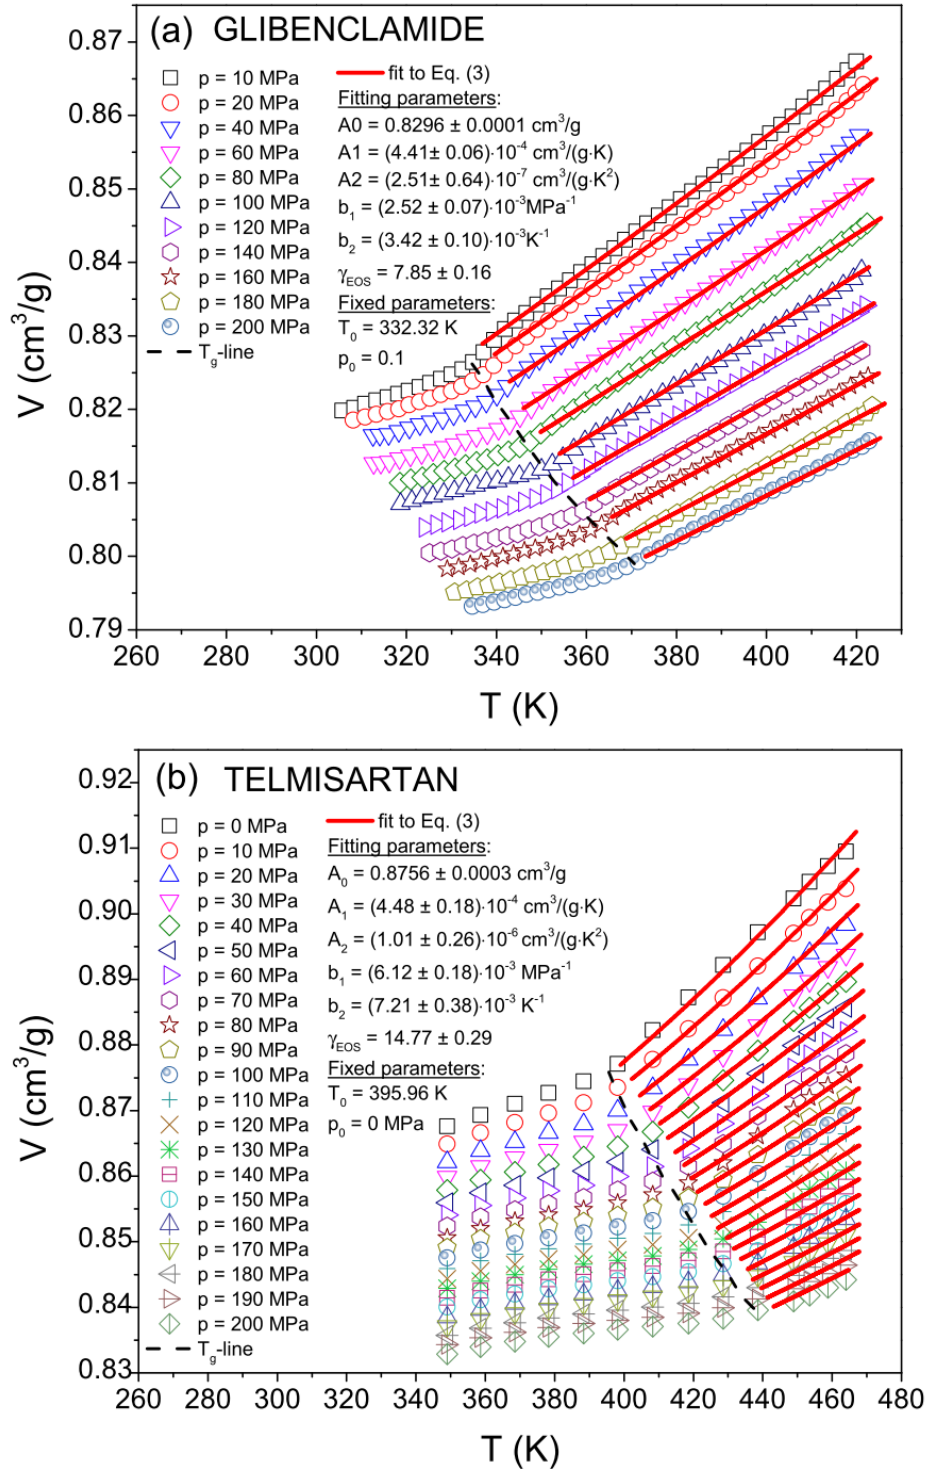 (a) GLIBENCLAMIDE
p = 10 MPa
p = 20 MPa
p = 40 MPa
p = 60 MPa
p = 80 MPa
p = 100 MPa
p = 120 MPa
p = 140 MPa
p = 160 MPa
p = 180 MPa
p = 200 MPa
T_g-line
fit to Eq. (3)
Fitting parameters:
A0 = 0.8296 ± 0.0001 cm³/g
A1 = (4.41± 0.06)·10⁻⁴ cm³/(g·K)
A2 = (2.51± 0.64)·10⁻⁷ cm³/(g·K²)
b₁ = (2.52 ± 0.07)·10⁻³MPa⁻¹
b₂ = (3.42 ± 0.10)·10⁻³K⁻¹
γ_EOS = 7.85 ± 0.16
Fixed parameters:
T₀ = 332.32 K
p₀ = 0.1
V (cm³/g)
0.87
0.86
0.85
0.84
0.83
0.82
0.81
0.80
0.79
260 280 300 320 340 360 380 400 420
T (K)
(b) TELMISARTAN
p = 0 MPa
p = 10 MPa
p = 20 MPa
p = 30 MPa
p = 40 MPa
p = 50 MPa
p = 60 MPa
p = 70 MPa
p = 80 MPa
p = 90 MPa
p = 100 MPa
p = 110 MPa
p = 120 MPa
p = 130 MPa
p = 140 MPa
p = 150 MPa
p = 160 MPa
p = 170 MPa
p = 180 MPa
p = 190 MPa
p = 200 MPa
T_g-line
fit to Eq. (3)
Fitting parameters:
A₀ = 0.8756 ± 0.0003 cm³/g
A₁ = (4.48 ± 0.18)·10⁻⁴ cm³/(g·K)
A₂ = (1.01 ± 0.26)·10⁻⁶ cm³/(g·K²)
b₁ = (6.12 ± 0.18)·10⁻³ MPa⁻¹
b₂ = (7.21 ± 0.38)·10⁻³ K⁻¹
γ_EOS = 14.77 ± 0.29
Fixed parameters:
T₀ = 395.96 K
p₀ = 0 MPa
V (cm³/g)
0.92
0.91
0.90
0.89
0.88
0.87
0.86
0.85
0.84
0.83
260 280 300 320 340 360 380 400 420 440 460 480
T (K)